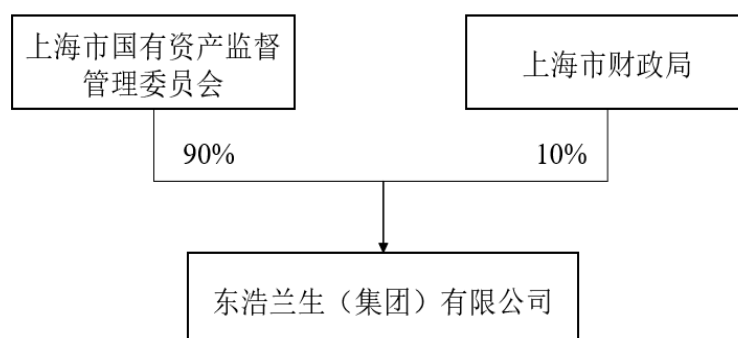 上海市国有资产监督
管理委员会
上海市财政局
90%
10%
东浩兰生（集团）有限公司